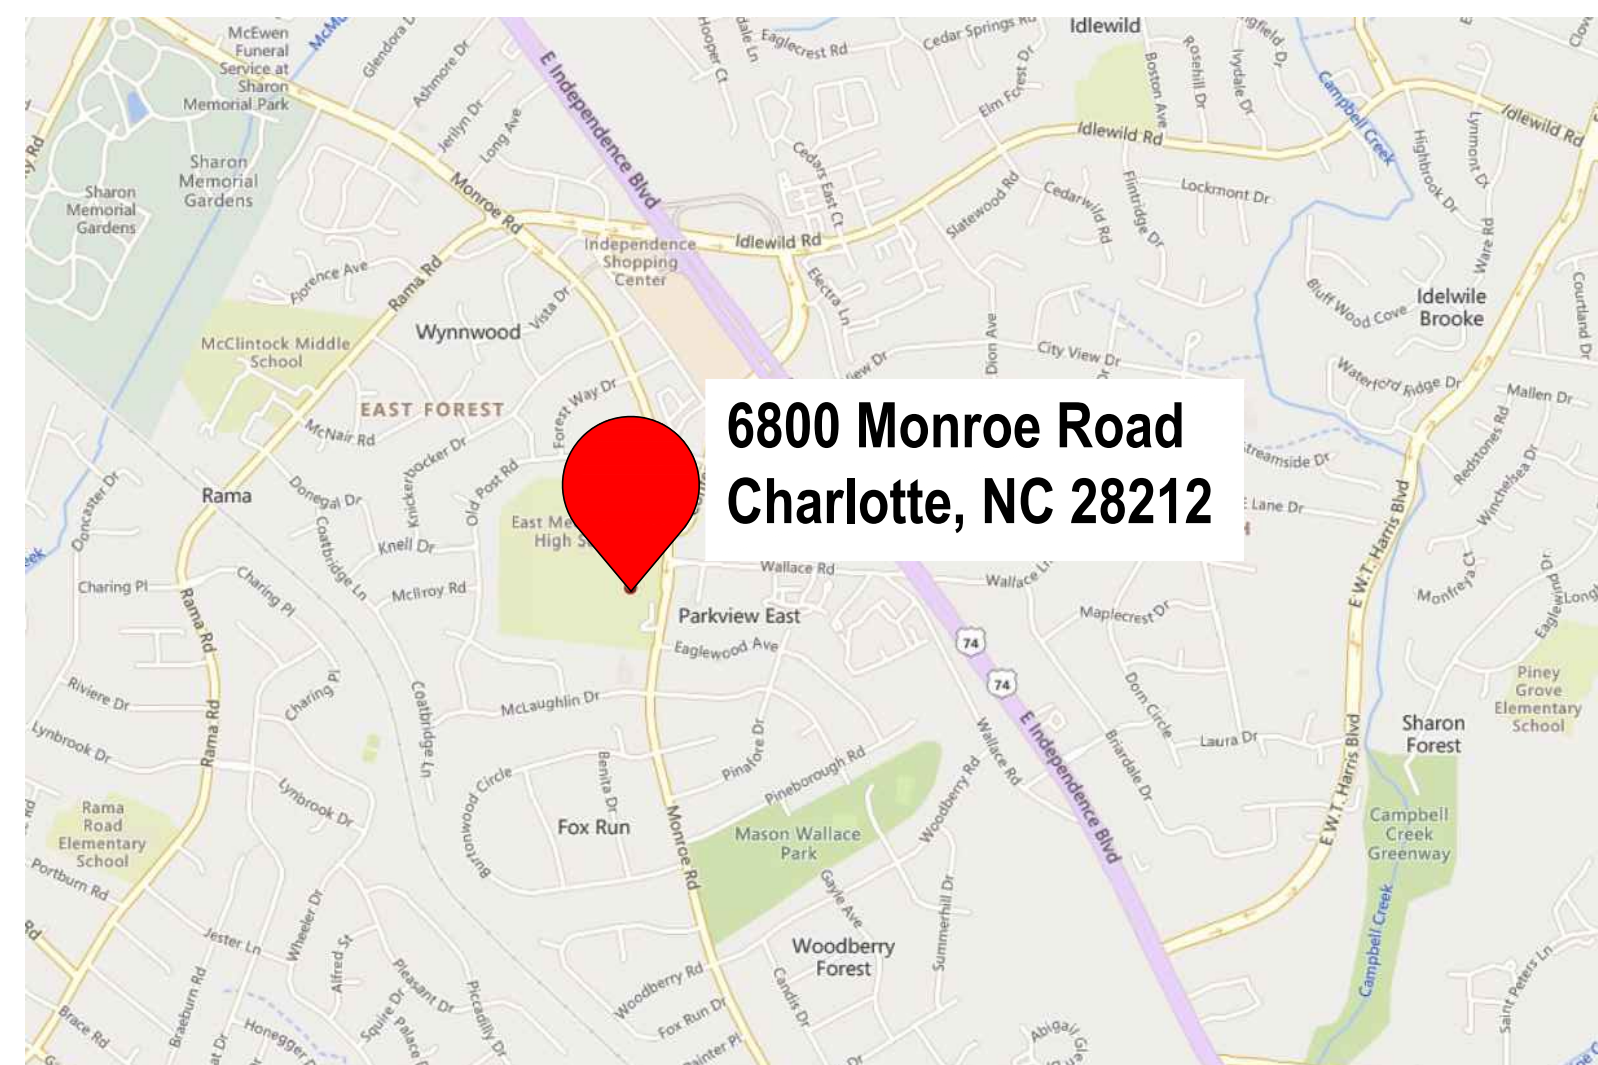 McEwen
Funeral
Service at
Sharon
Memorial Park
Glendora
Ashmore Dr
Jerilyn Dr
Long Ave
E Independence Blvd
Hooper Ct
Eaglecrest Rd
Cedar Springs Rd
Idlewild
Boston Ave
Rosehill Dr
Ivydale Dr
Campbell Creek
Elm Forest Dr
Idlewild Rd
Idlewild Rd
Highbrook Dr
Lynmont Dr
Sharon
Memorial
Gardens
Sharon
Memorial
Gardens
Monroe Rd
Cedars East Ct
Slatewood Rd
Cedarwild Rd
Flintridge Dr
Lockmont Dr
Ware Rd
Independence
Shopping
Center
Idlewild Rd
Florence Ave
Rama Rd
Vista Dr
Electra Ln
Bluff Wood Cove
Idelwile
Brooke
Courtland Dr
Wynnwood
McClintock Middle
School
Dion Ave
City View Dr
View Dr
Waterford Ridge Dr
Mallen Dr
EAST FOREST
Forest Way Dr
McNair Rd
Knickerbocker Dr
Old Post Rd
6800 Monroe Road
Charlotte, NC 28212
Streamside Dr
Redstones Rd
Winchelsea Dr
Doncaster Dr
Rama
Donegal Dr
Coatbridge Ln
East Me
High S
E Lane Dr
E W.T. Harris Blvd
Knell Dr
Charing Pl
Charing Pl
McIlroy Rd
Wallace Rd
Wallace Ln
Monfreya Ct
Eaglewind Dr
Rama Rd
Parkview East
Maplecrest Dr
Eaglewood Ave
74
74
Piney
Grove
Elementary
School
Riviere Dr
Charing Pl
Coatbridge Ln
McLaughlin Dr
Dorn Circle
Sharon
Forest
Lynbrook Dr
Rama Rd
Pinafore Dr
Wallace Rd
E Independence Blvd
Briardale Dr
Laura Dr
E W.T. Harris Blvd
Lynbrook Dr
Burtonwood Circle
Benita Dr
Pineborough Rd
Woodberry Rd
Rama
Road
Elementary
School
Fox Run
Monroe Rd
Mason Wallace
Park
Campbell
Creek
Greenway
Portburn Rd
Gayle Ave
Summerhill Dr
Jester Ln
Wheeler Dr
Alfred St
Woodberry
Forest
Campbell Creek
Saint Peters Ln
Pleasant Dr
Piccadilly Dr
Woodberry Rd
Candis Dr
Brace Rd
Braeburn Rd
Honegger
Squire Dr
Palace
Fox Run Dr
Painter Pl
Abigail Gle